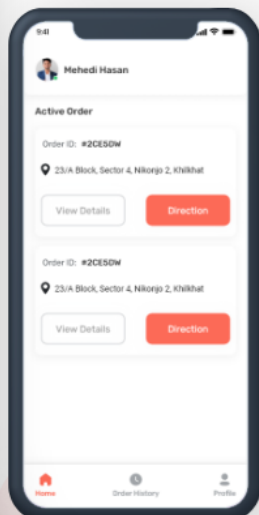 9:41
Mehedi Hasan
Active Order
Order ID: #2CE5DW
23/A Block, Sector 4, Nikonjo 2, Khilkhat
View Details Direction
Order ID: #2CE5DW
23/A Block, Sector 4, Nikonjo 2, Khilkhat
View Details Direction
Home Order History Profile